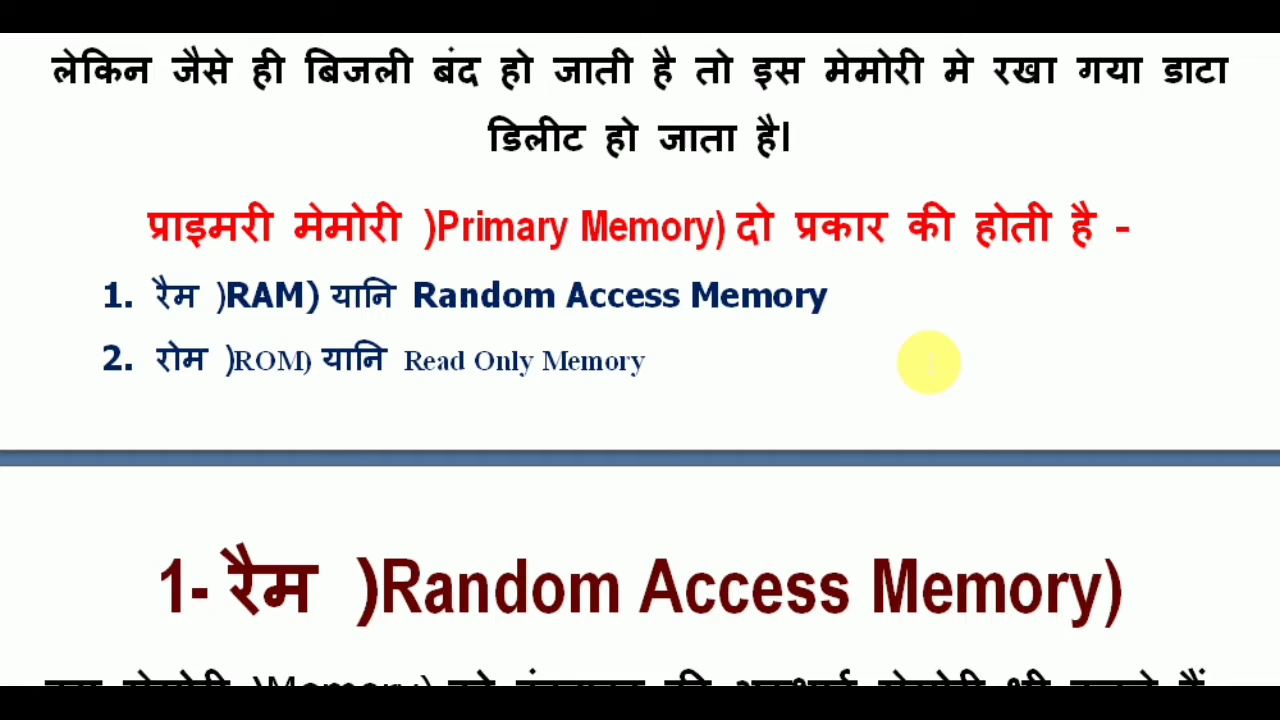 लेकिन जैसे ही बिजली बंद हो जाती है तो इस मेमोरी मे रखा गया डाटा
डिलीट हो जाता है।
प्राइमरी मेमोरी )Primary Memory) दो प्रकार की होती है -
1. रैम )RAM) यानि Random Access Memory
2. रोम )ROM) यानि Read Only Memory
1- रैम )Random Access Memory)